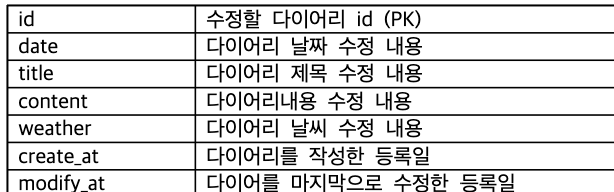 id 수정할 다이어리 id (PK)
date 다이어리 날짜 수정 내용
title 다이어리 제목 수정 내용
content 다이어리내용 수정 내용
weather 다이어리 날씨 수정 내용
create_at 다이어리를 작성한 등록일
modify_at 다이어를 마지막으로 수정한 등록일